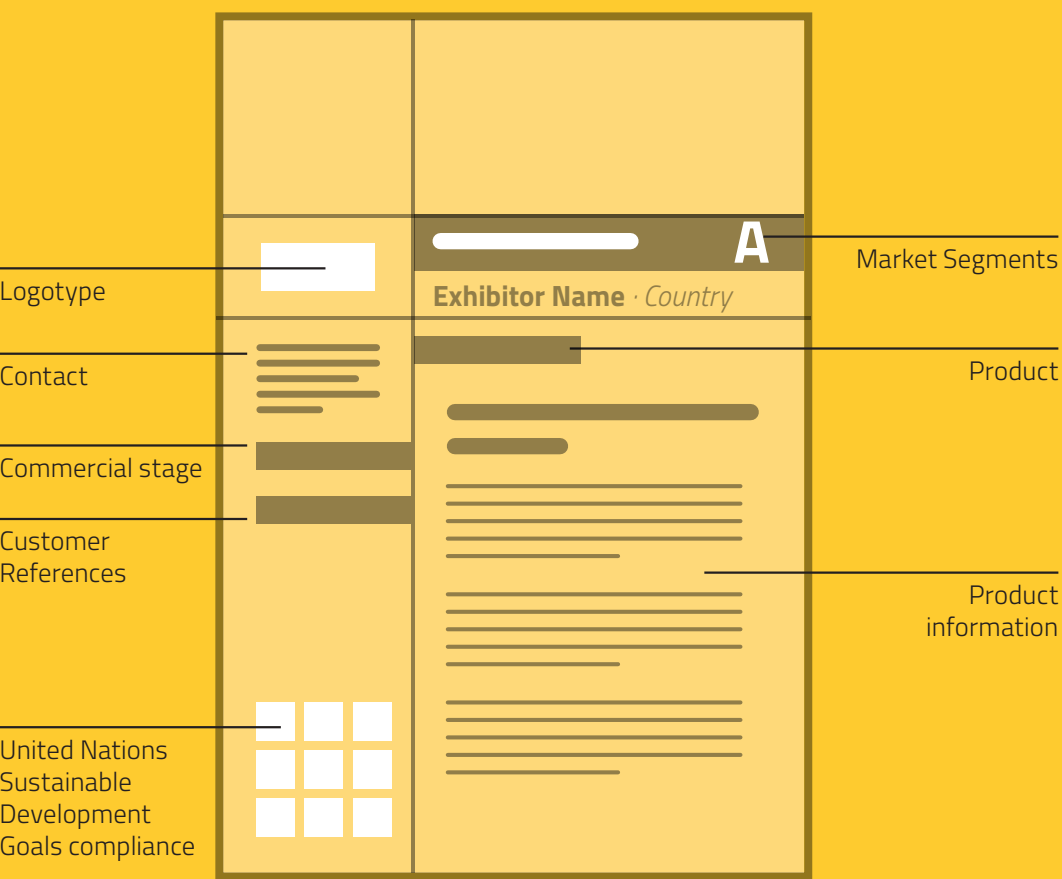 A
Market Segments
Logotype
Exhibitor Name · Country
Contact
Product
Commercial stage
Customer
References
Product
information
United Nations
Sustainable
Development
Goals compliance